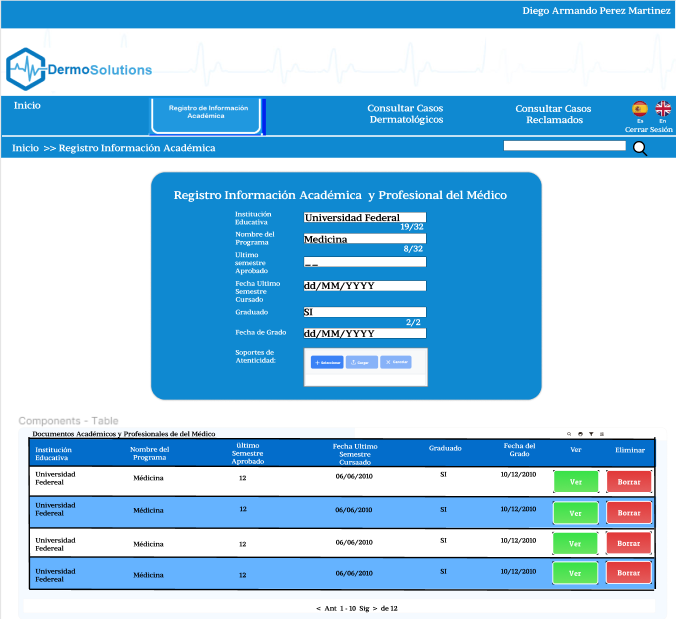 Diego Armando Perez Martinez
DermoSolutions
Inicio
Registro de Información
Académica
Consultar Casos
Dermatológicos
Consultar Casos
Reclamados
Es
En
Cerrar Sesión
Inicio >> Registro Información Académica
Registro Información Académica y Profesional del Médico
Institución
Educativa
Universidad Federal
19/32
Nombre del
Programa
Medicina
8/32
Ultimo
semestre
Aprobado
__
Fecha Ultimo
Semestre
Cursado
dd/MM/YYYY
Graduado
SI
2/2
Fecha de Grado
dd/MM/YYYY
Soportes de
Atenticidad:
+ Seleccionar
Cargar
× Cancelar
Components - Table
Documentos Académicos y Profesionales de del Médico
Institución
Educativa
Nombre del
Programa
último
Semestre
Aprobado
Fecha Ultimo
Semestre
Cursaado
Graduado
Fecha del
Grado
Ver
Eliminar
Universidad
Federeal
Médicina
12
06/06/2010
SI
10/12/2010
Ver
Borrar
Universidad
Federeal
Médicina
12
06/06/2010
SI
10/12/2010
Ver
Borrar
Universidad
Federeal
Médicina
12
06/06/2010
SI
10/12/2010
Ver
Borrar
Universidad
Federeal
Médicina
12
06/06/2010
SI
10/12/2010
Ver
Borrar
< Ant 1 - 10 Sig > de 12